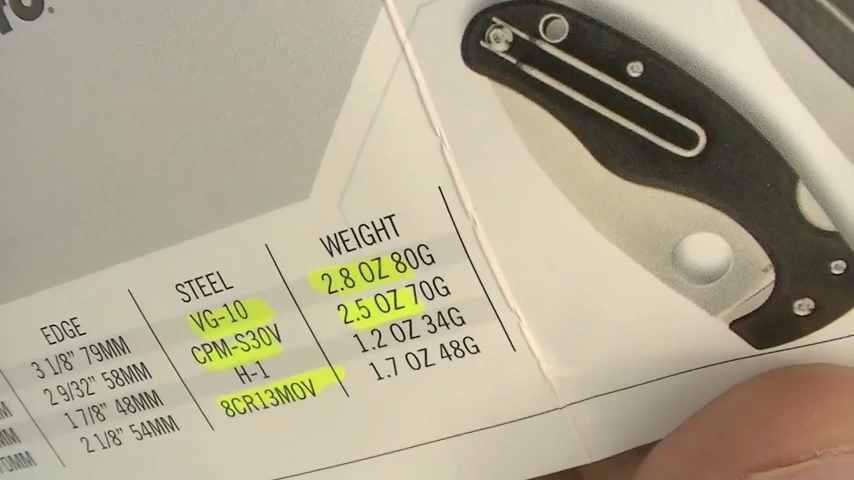 EDGE STEEL WEIGHT
3 1/8" 79MM VG-10 2.8 OZ 80G
2 9/32" 58MM CPM-S30V 2.5 OZ 70G
1 7/8" 48MM H-1 1.2 OZ 34G
2 1/8" 54MM 8CR13MOV 1.7 OZ 48G